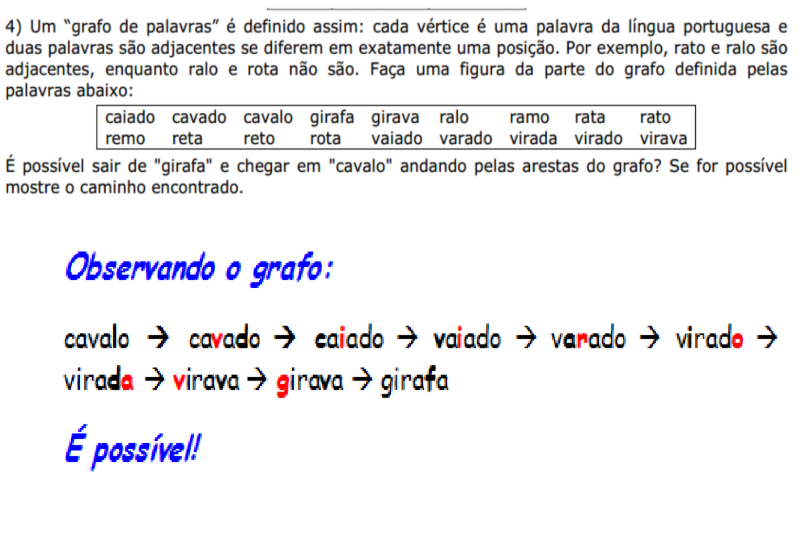 4) Um “grafo de palavras” é definido assim: cada vértice é uma palavra da língua portuguesa e
duas palavras são adjacentes se diferem em exatamente uma posição. Por exemplo, rato e ralo são
adjacentes, enquanto ralo e rota não são. Faça uma figura da parte do grafo definida pelas
palavras abaixo:
caiado cavado cavalo girafa girava ralo ramo rata rato
remo reta reto rota vaiado varado virada virado virava
É possível sair de "girafa" e chegar em "cavalo" andando pelas arestas do grafo? Se for possível
mostre o caminho encontrado.
Observando o grafo:
cavalo → cavado → caiado → vaiado → varado → virado →
virada → virava → girava → girafa
É possível!